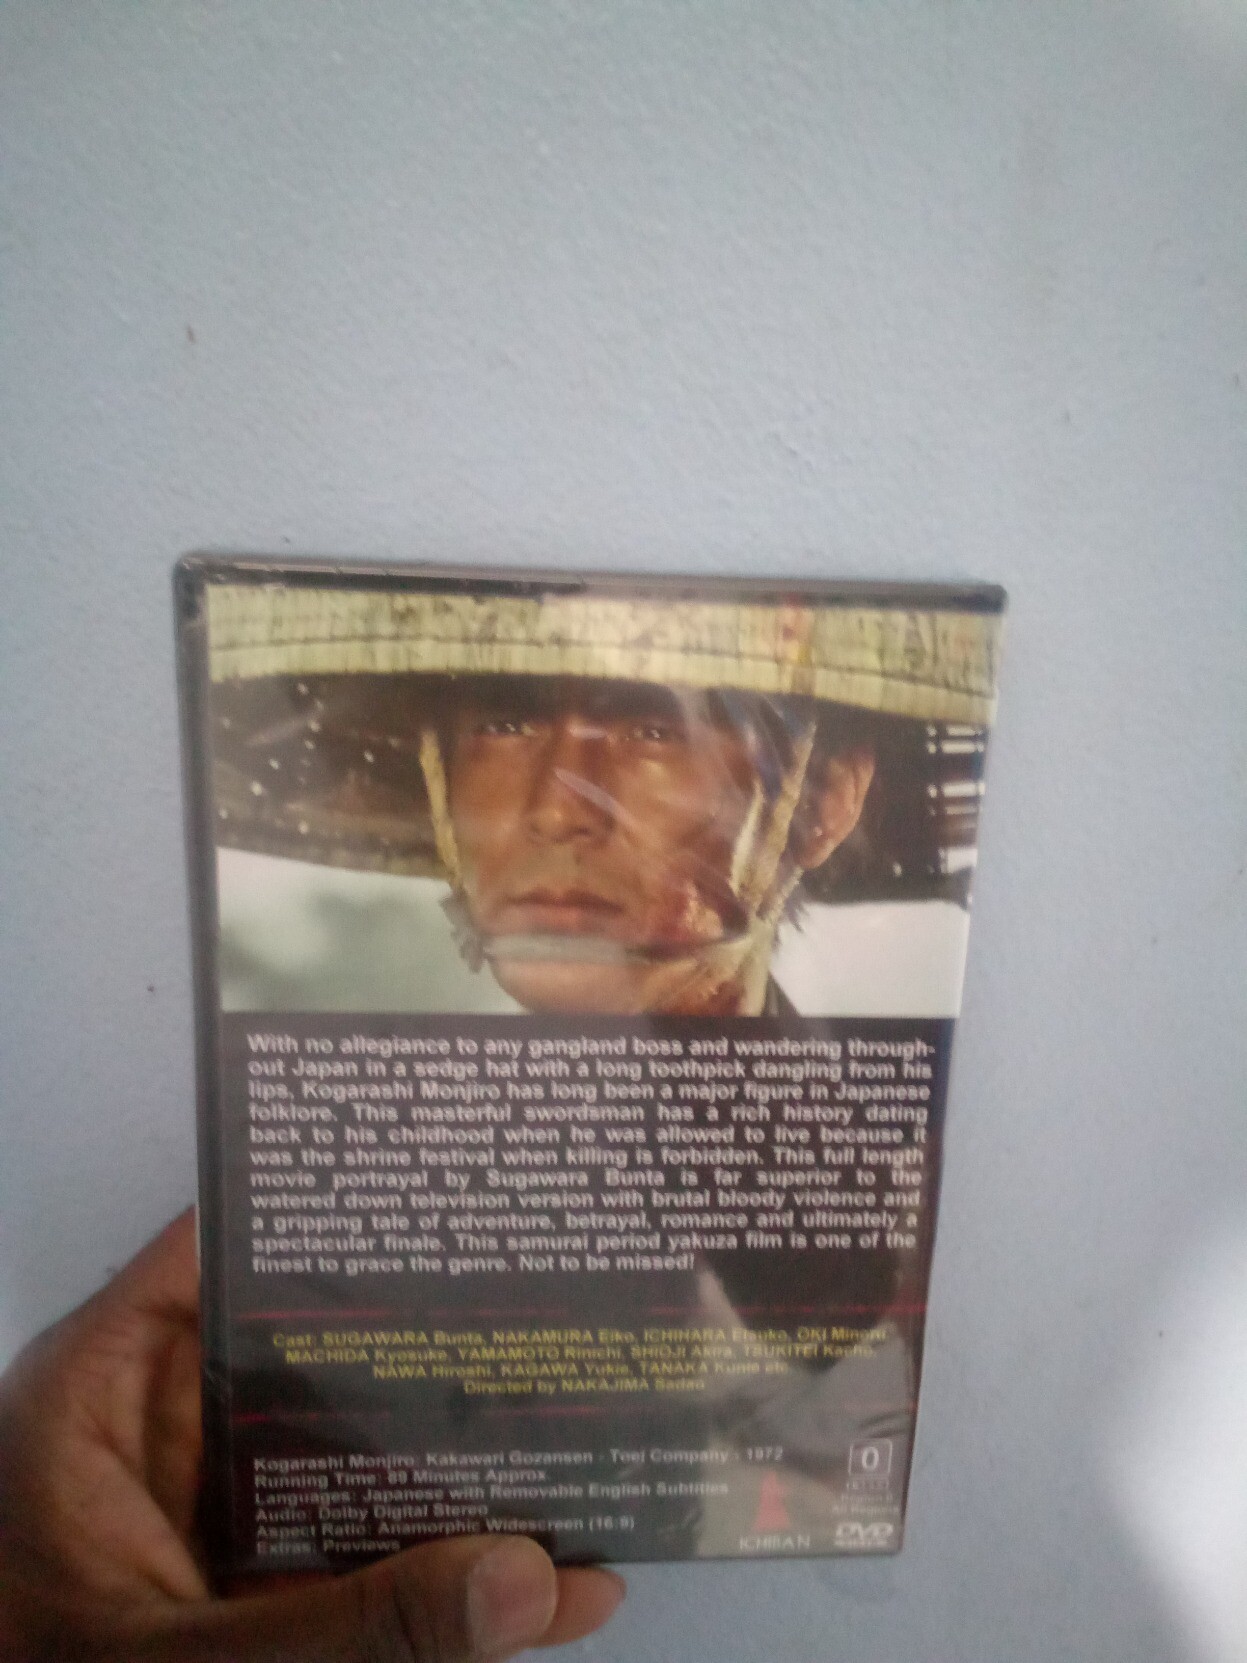 With no allegiance to any gangland boss and wandering through-
out Japan in a sedge hat with a long toothpick dangling from his
lips, Kogarashi Monjiro has long been a major figure in Japanese
folklore. This masterful swordsman has a rich history dating
back to his childhood when he was allowed to live because it
was the shrine festival when killing is forbidden. This full length
movie portrayal by Sugawara Bunta is far superior to the
watered down television version with brutal bloody violence and
a gripping tale of adventure, betrayal, romance and ultimately a
spectacular finale. This samurai period yakuza film is one of the
finest to grace the genre. Not to be missed!
Cast: SUGAWARA Bunta, NAKAMURA Eiko, ICHIHARA Etsuko, OKI Minoru,
MACHIDA Kyosuke, YAMAMOTO Rinichi, SHIOJI Akira, TSUKITEI Kacho,
NAWA Hiroshi, KAGAWA Yukie, TANAKA Kunie etc.
Directed by NAKAJIMA Sadao
Kogarashi Monjiro: Kakawari Gozansen - Toei Company - 1972
Running Time: 89 Minutes Approx.
Languages: Japanese with Removable English Subtitles
Audio: Dolby Digital Stereo
Aspect Ratio: Anamorphic Widescreen (16:9)
Extras: Previews
ICHIBAN
0
Region 0
All Regions
DVD